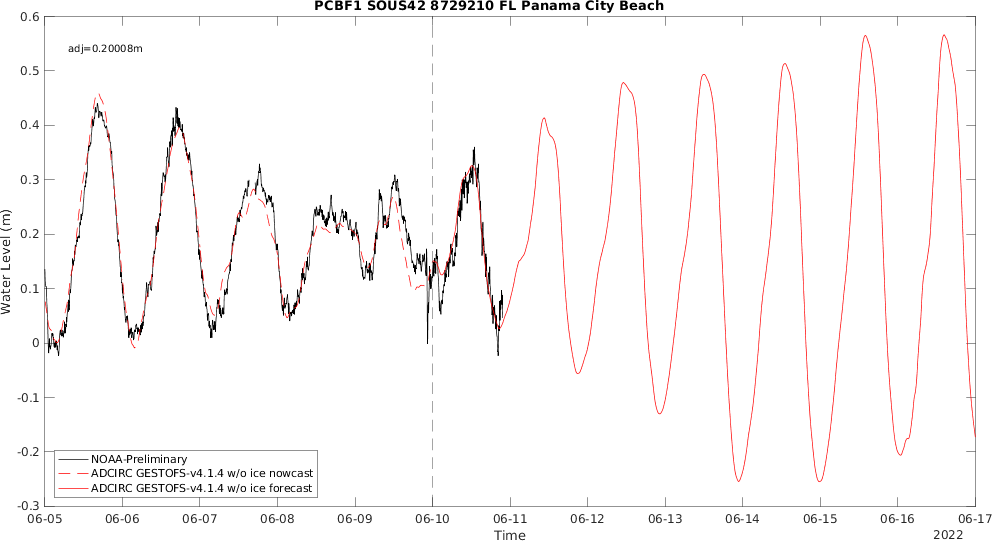 PCBF1 SOUS42 8729210 FL Panama City Beach
adj=0.20008m
0.6
0.5
0.4
0.3
0.2
0.1
0
-0.1
-0.2
-0.3
Water Level (m)
NOAA-Preliminary
ADCIRC GESTOFS-v4.1.4 w/o ice nowcast
ADCIRC GESTOFS-v4.1.4 w/o ice forecast
06-05 06-06 06-07 06-08 06-09 06-10 06-11 06-12 06-13 06-14 06-15 06-16 06-17
Time
2022